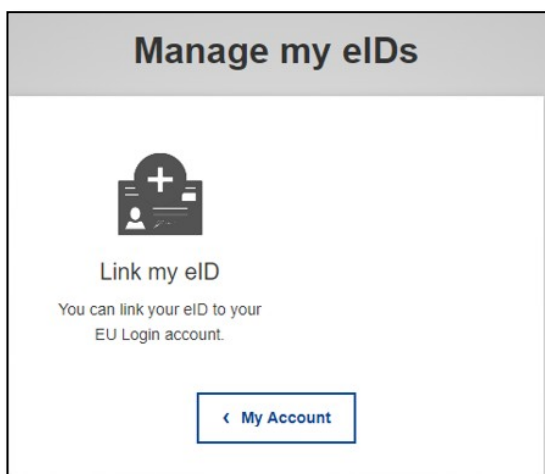 Manage my eIDs
Link my eID
You can link your eID to your
EU Login account.
‹ My Account